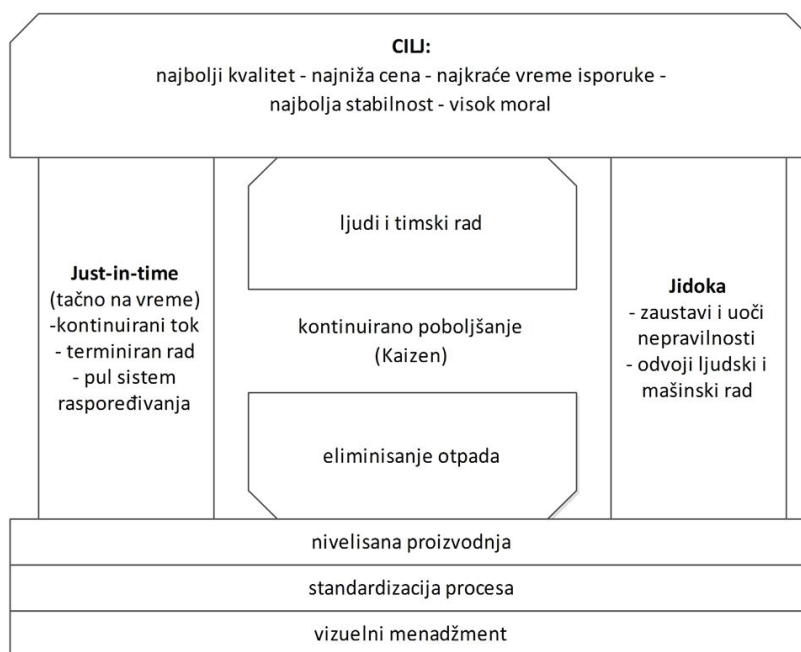 CILJ:
najbolji kvalitet - najniža cena - najkraće vreme isporuke -
najbolja stabilnost - visok moral
Just-in-time
(tačno na vreme)
-kontinuirani tok
- terminiran rad
- pul sistem
raspoređivanja
ljudi i timski rad
kontinuirano poboljšanje
(Kaizen)
eliminisanje otpada
Jidoka
- zaustavi i uoči
nepravilnosti
- odvoji ljudski i
mašinski rad
nivelisana proizvodnja
standardizacija procesa
vizuelni menadžment